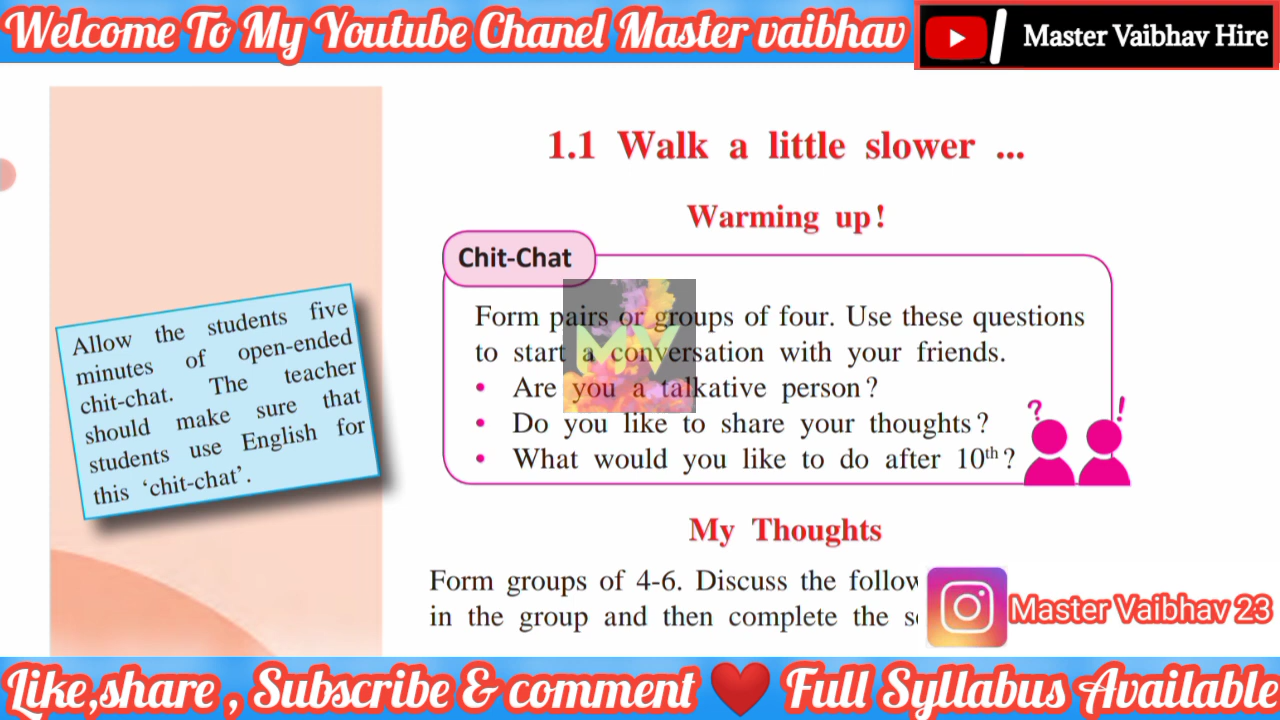 Welcome To My Youtube Chanel Master vaibhav
Master Vaibhav Hire
1.1 Walk a little slower ...
Warming up!
Chit-Chat
Form pairs or groups of four. Use these questions
to start a conversation with your friends.
• Are you a talkative person?
• Do you like to share your thoughts?
• What would you like to do after 10th?
? !
Allow the students five
minutes of open-ended
chit-chat. The teacher
should make sure that
students use English for
this ‘chit-chat’.
MV
My Thoughts
Form groups of 4-6. Discuss the follow
in the group and then complete the s
Master Vaibhav 23
Like,share , Subscribe & comment ❤️ Full Syllabus Available